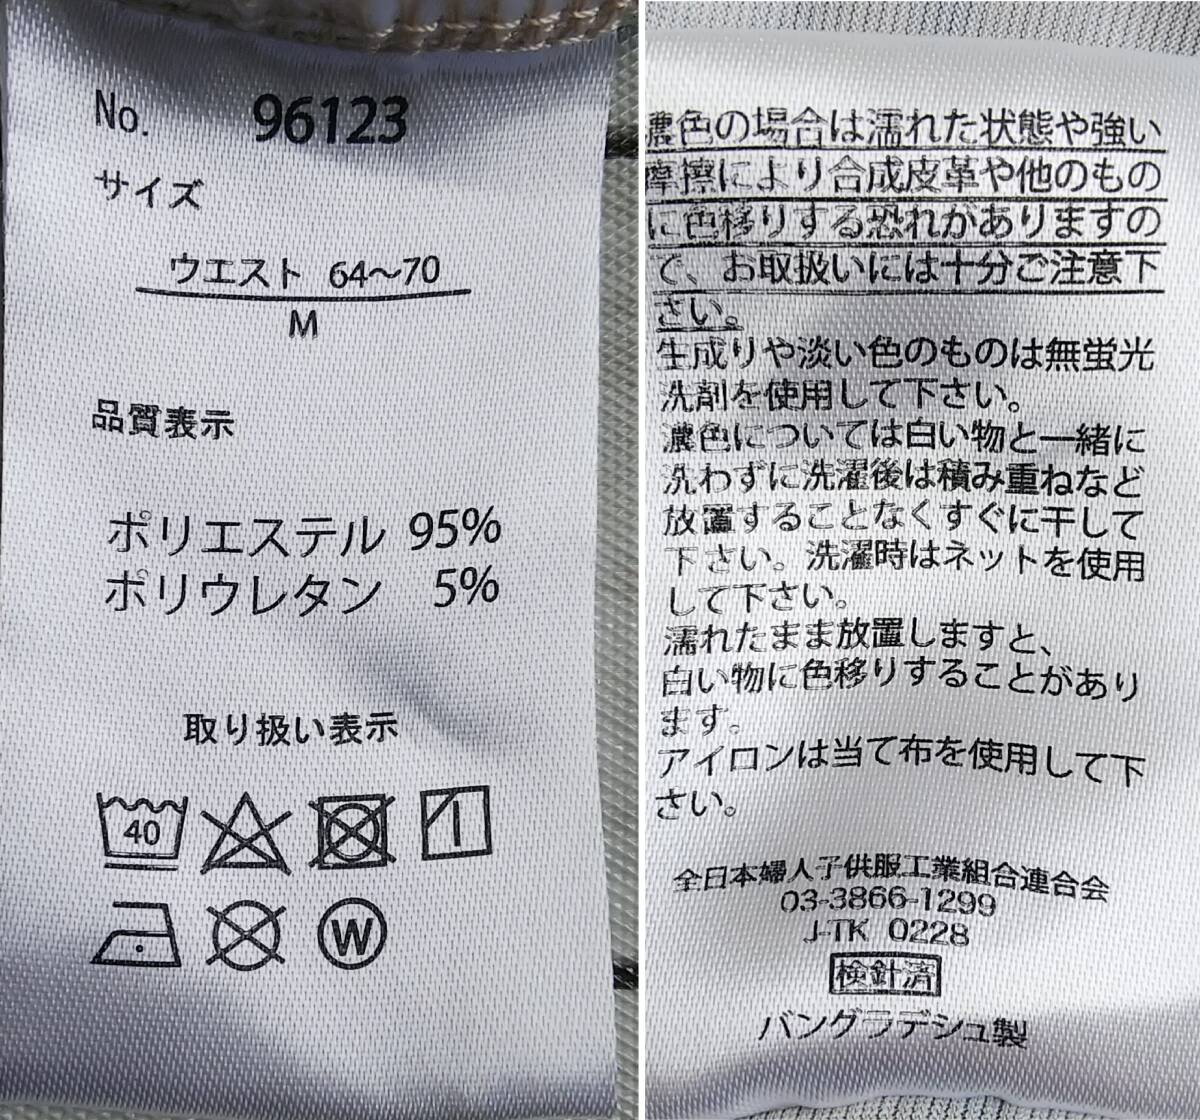 No. 96123
サイズ
ウエスト 64～70
M
品質表示
ポリエステル 95%
ポリウレタン 5%
取り扱い表示
40
W
濃色の場合は濡れた状態や強い
摩擦により合成皮革や他のもの
に色移りする恐れがありますの
で、お取扱いには十分ご注意下
さい。
生成りや淡い色のものは無蛍光
洗剤を使用して下さい。
濃色については白い物と一緒に
洗わずに洗濯後は積み重ねなど
放置することなくすぐに干して
下さい。洗濯時はネットを使用
して下さい。
濡れたまま放置しますと、
白い物に色移りすることがあり
ます。
アイロンは当て布を使用して下
さい。
全日本婦人子供服工業組合連合会
03-3866-1299
J-TK 0228
検針済
バングラデシュ製